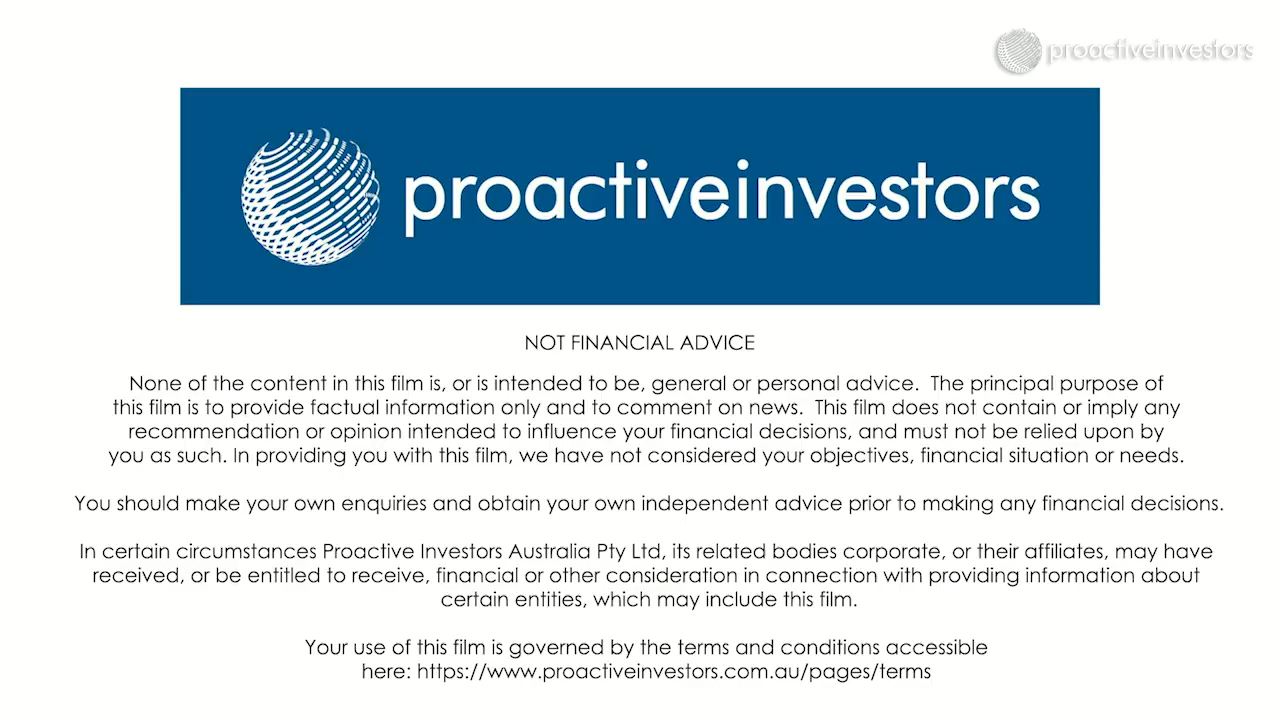 proactiveinvestors
proactiveinvestors
NOT FINANCIAL ADVICE
None of the content in this film is, or is intended to be, general or personal advice.  The principal purpose of
this film is to provide factual information only and to comment on news.  This film does not contain or imply any
recommendation or opinion intended to influence your financial decisions, and must not be relied upon by
you as such. In providing you with this film, we have not considered your objectives, financial situation or needs.
You should make your own enquiries and obtain your own independent advice prior to making any financial decisions.
In certain circumstances Proactive Investors Australia Pty Ltd, its related bodies corporate, or their affiliates, may have
received, or be entitled to receive, financial or other consideration in connection with providing information about
certain entities, which may include this film.
Your use of this film is governed by the terms and conditions accessible
here: https://www.proactiveinvestors.com.au/pages/terms